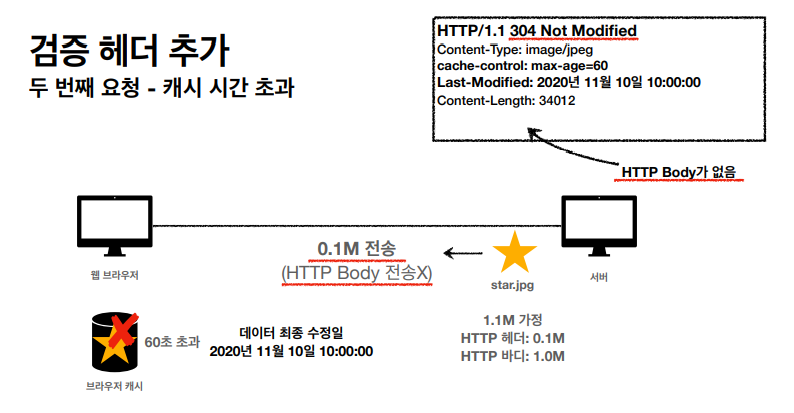 검증 헤더 추가
두 번째 요청 - 캐시 시간 초과
HTTP/1.1 304 Not Modified
Content-Type: image/jpeg
cache-control: max-age=60
Last-Modified: 2020년 11월 10일 10:00:00
Content-Length: 34012
HTTP Body가 없음
0.1M 전송
(HTTP Body 전송X)
star.jpg
웹 브라우저
서버
1.1M 가정
HTTP 헤더: 0.1M
HTTP 바디: 1.0M
60초 초과
데이터 최종 수정일
2020년 11월 10일 10:00:00
브라우저 캐시